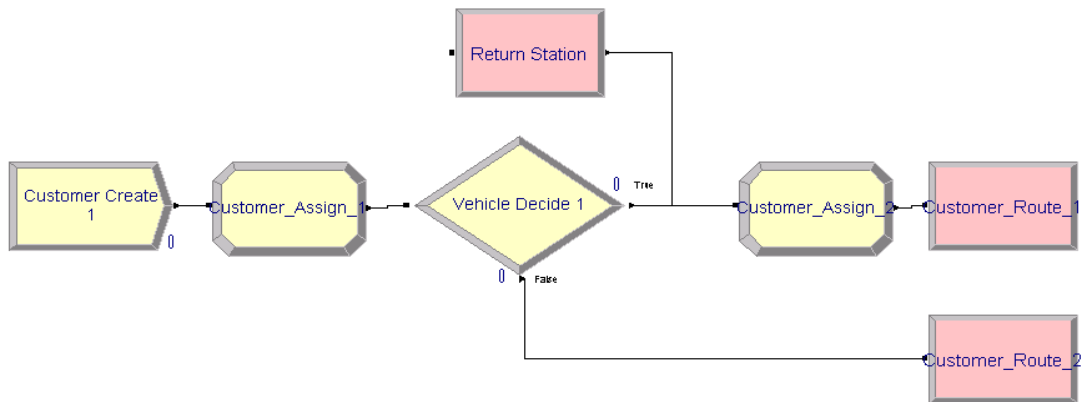 Return Station
Customer Create
1
0
Customer_Assign_1
Vehicle Decide 1
0
True
0
False
Customer_Assign_2
Customer_Route_1
Customer_Route_2